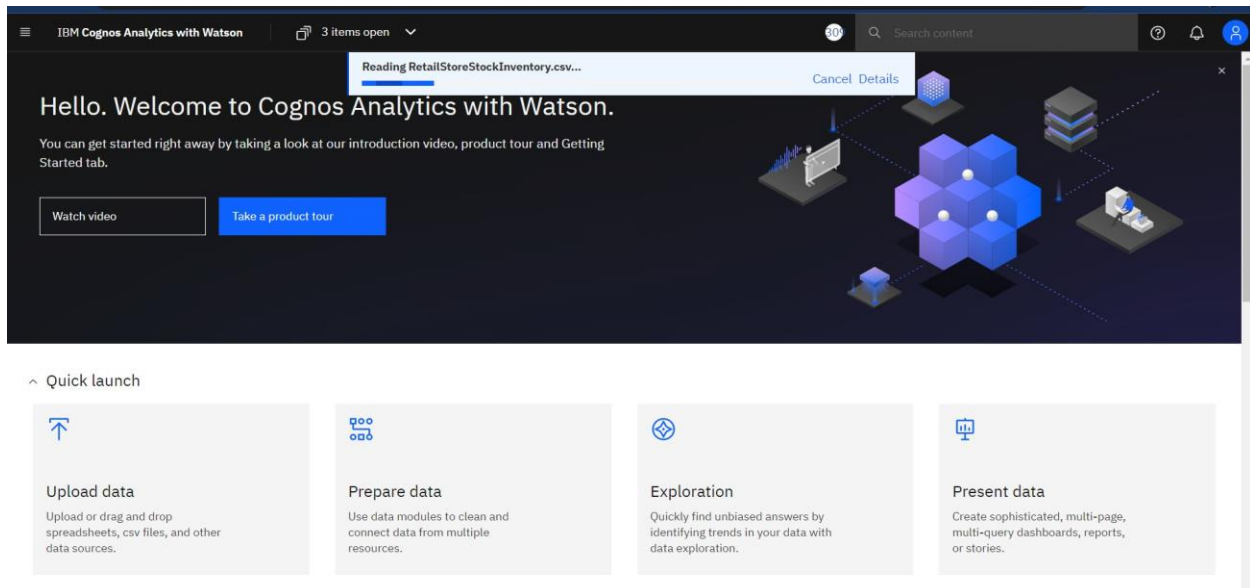 IBM Cognos Analytics with Watson
3 items open
Search content
Reading RetailStoreStockInventory.csv...
Cancel Details
Hello. Welcome to Cognos Analytics with Watson.
You can get started right away by taking a look at our introduction video, product tour and Getting
Started tab.
Watch video
Take a product tour
Quick launch
Upload data
Upload or drag and drop
spreadsheets, csv files, and other
data sources.
Prepare data
Use data modules to clean and
connect data from multiple
resources.
Exploration
Quickly find unbiased answers by
identifying trends in your data with
data exploration.
Present data
Create sophisticated, multi-page,
multi-query dashboards, reports,
or stories.